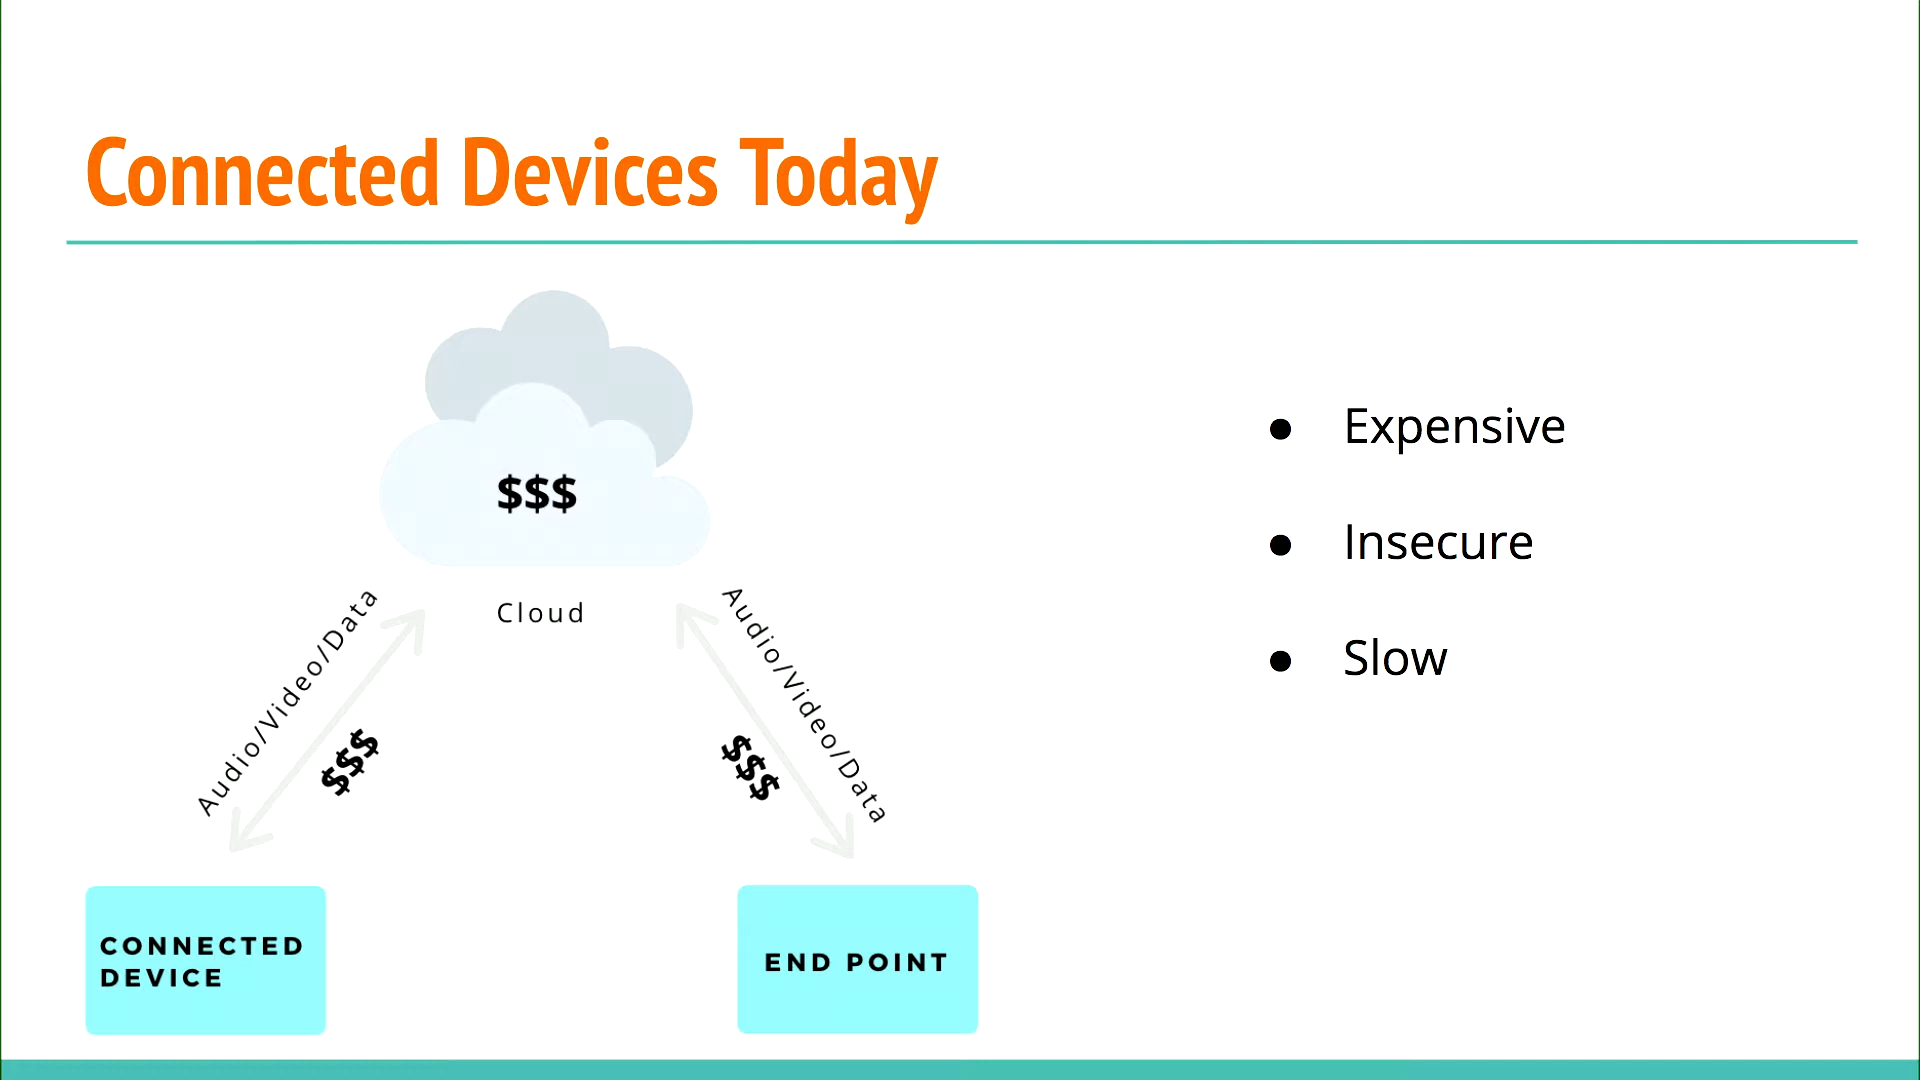 Connected Devices Today
$$$
Cloud
Audio/Video/Data
$$$
Audio/Video/Data
$$$
CONNECTED
DEVICE
END POINT
● Expensive
● Insecure
● Slow